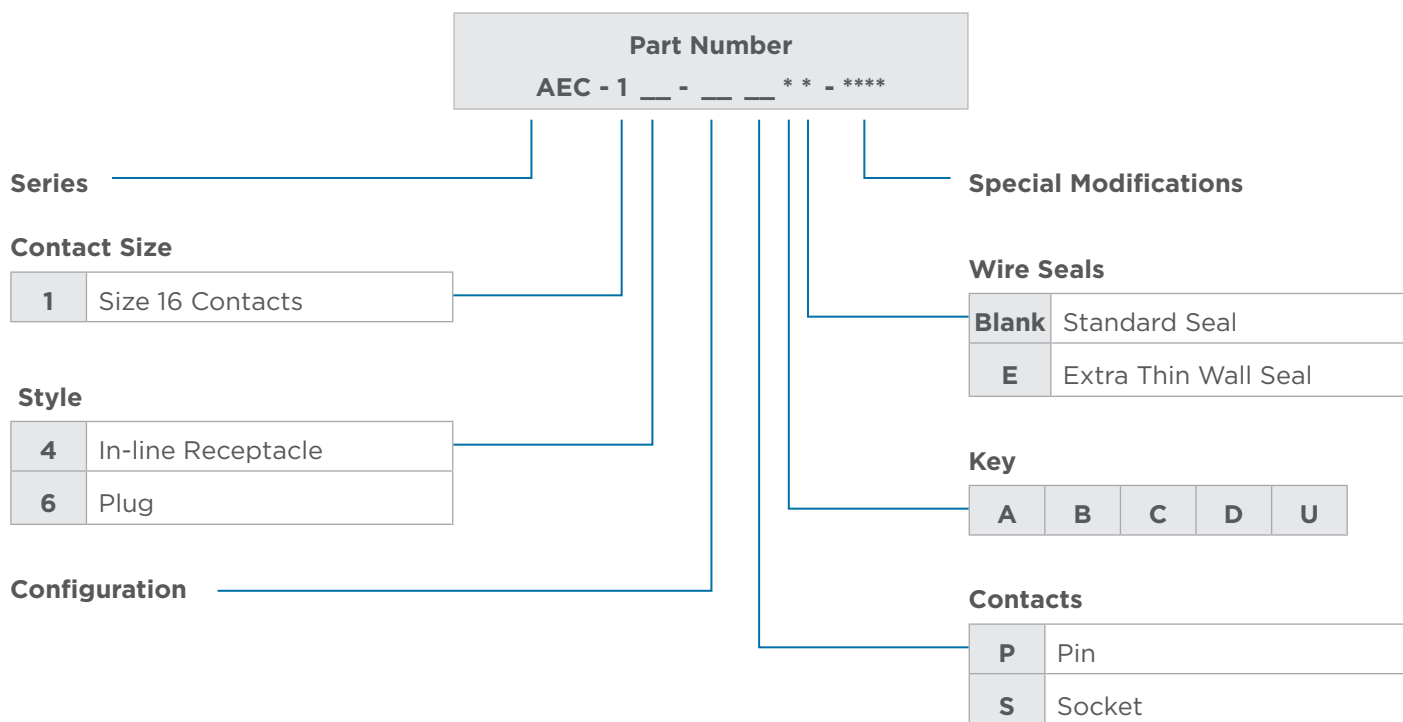 Part Number
AEC - 1 __ - __ __ * * - ****
Series
Contact Size
1 Size 16 Contacts
Style
4 In-line Receptacle
6 Plug
Configuration
Special Modifications
Wire Seals
Blank Standard Seal
E Extra Thin Wall Seal
Key
A B C D U
Contacts
P Pin
S Socket